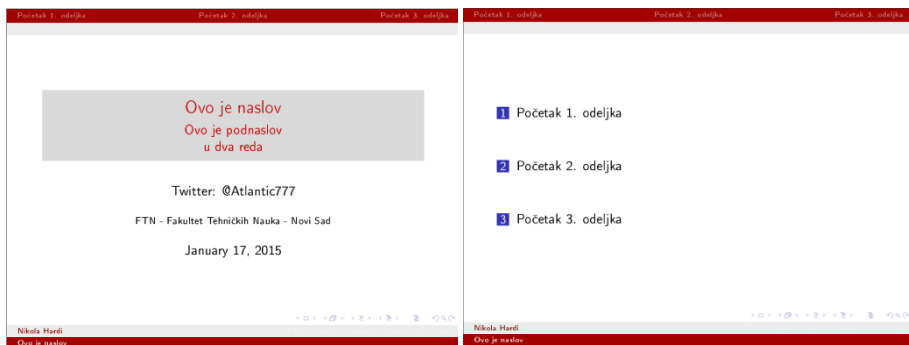 Početak 1. odeljka Početak 2. odeljka Početak 3. odeljka
Ovo je naslov
Ovo je podnaslov
u dva reda
Twitter: @Atlantic777
FTN - Fakultet Tehničkih Nauka - Novi Sad
January 17, 2015
Nikola Hardi
Ovo je naslov
Početak 1. odeljka Početak 2. odeljka Početak 3. odeljka
1 Početak 1. odeljka
2 Početak 2. odeljka
3 Početak 3. odeljka
Nikola Hardi
Ovo je naslov